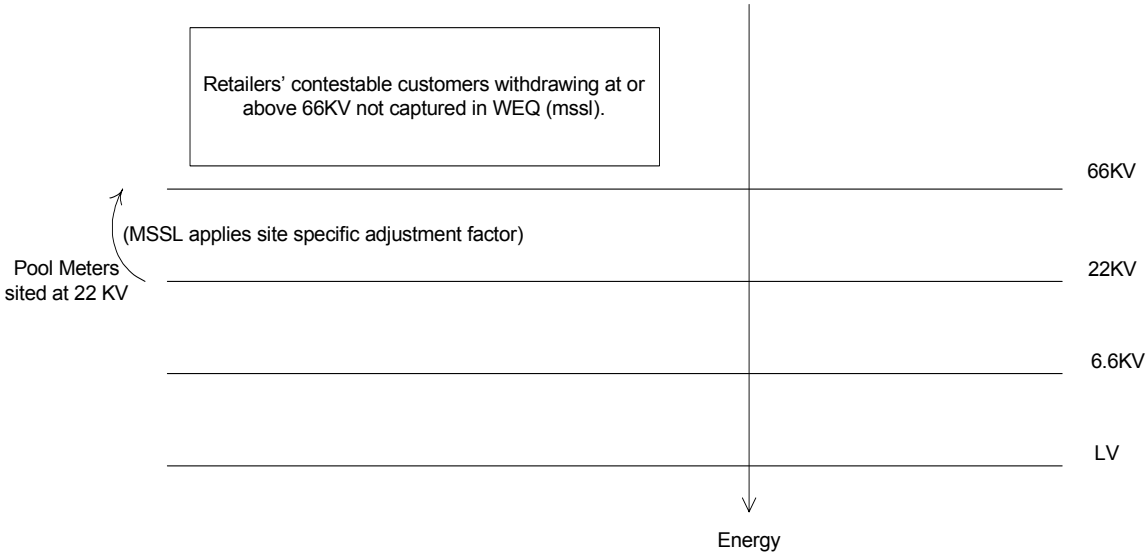 Retailers’ contestable customers withdrawing at or
above 66KV not captured in WEQ (mssl).
66KV
(MSSL applies site specific adjustment factor)
Pool Meters
sited at 22 KV
22KV
6.6KV
LV
Energy